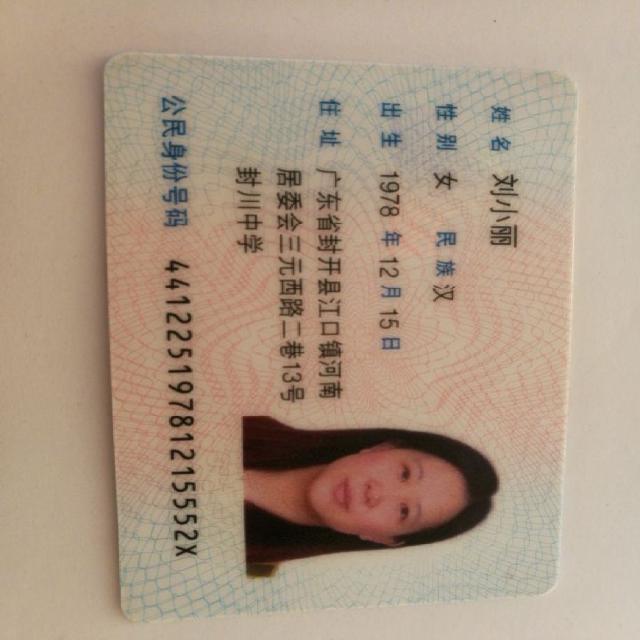 姓名 刘小丽
性别 女 民族 汉
出生 1978 年 12 月 15 日
住址 广东省封开县江口镇河南
居委会三元西路二巷13号
封川中学
公民身份号码 44122519781215552X